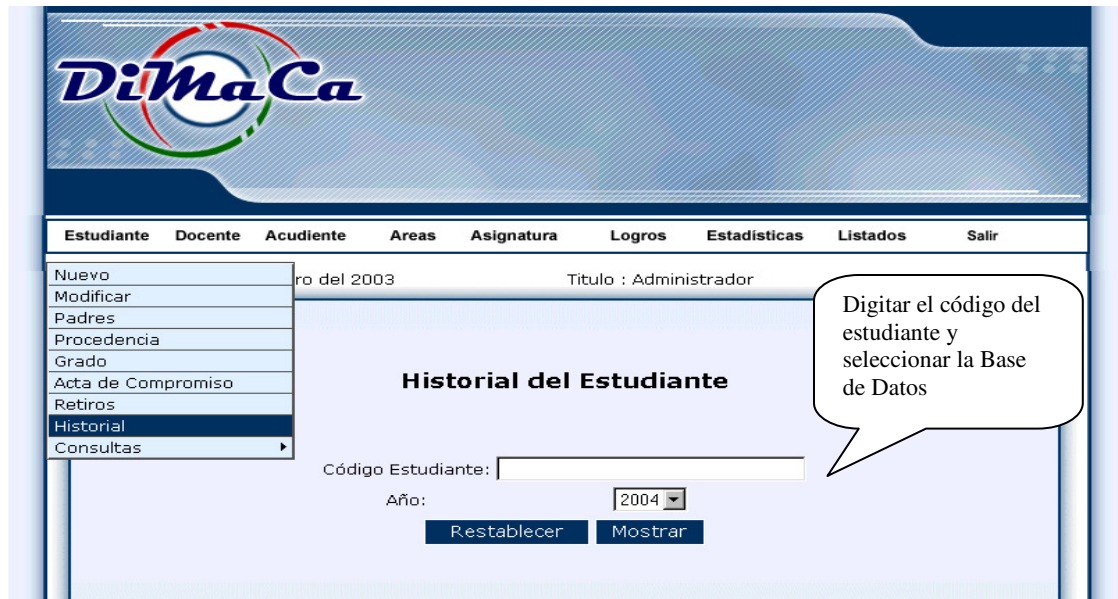 DiMaCa
Estudiante Docente Acudiente Areas Asignatura Logros Estadísticas Listados Salir
Nuevo
Modificar
Padres
Procedencia
Grado
Acta de Compromiso
Retiros
Historial
Consultas
ro del 2003 Titulo : Administrador
Digitar el código del
estudiante y
seleccionar la Base
de Datos
Historial del Estudiante
Código Estudiante:
Año: 2004
Restablecer Mostrar